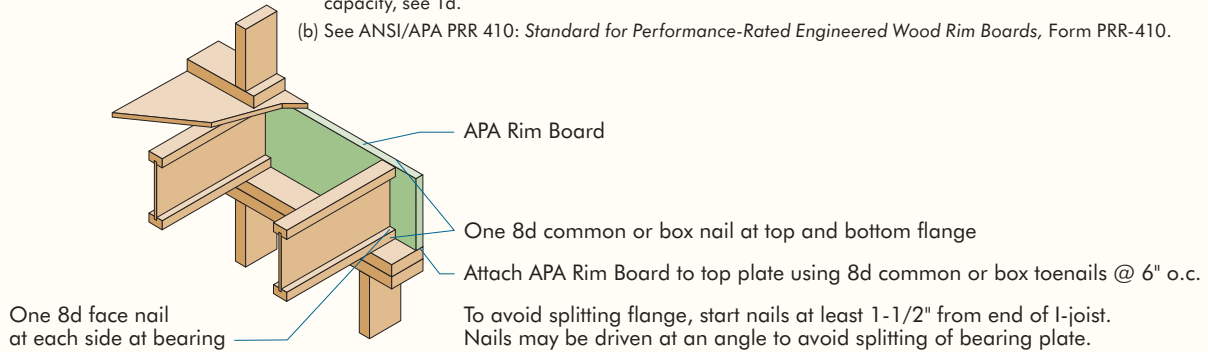 capacity, see 1d.
(b) See ANSI/APA PRR 410: Standard for Performance-Rated Engineered Wood Rim Boards, Form PRR-410.
APA Rim Board
One 8d common or box nail at top and bottom flange
Attach APA Rim Board to top plate using 8d common or box toenails @ 6" o.c.
One 8d face nail
at each side at bearing
To avoid splitting flange, start nails at least 1-1/2" from end of I-joist.
Nails may be driven at an angle to avoid splitting of bearing plate.